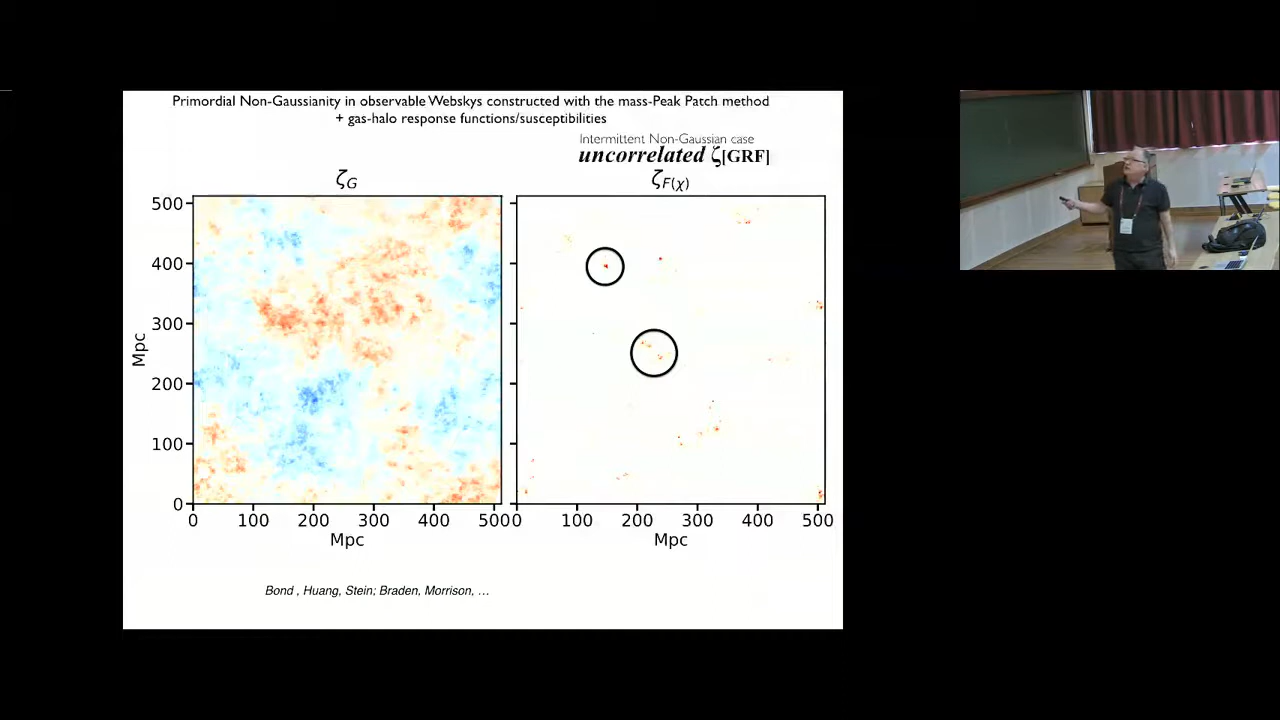 Primordial Non-Gaussianity in observable Webskys constructed with the mass-Peak Patch method
+ gas-halo response functions/susceptibilities
Intermittent Non-Gaussian case
uncorrelated ζ[GRF]
ζG
ζF(χ)
500
400
300
200
100
0
Mpc
0 100 200 300 400 500
0 100 200 300 400 500
Mpc
Mpc
Bond , Huang, Stein; Braden, Morrison, …